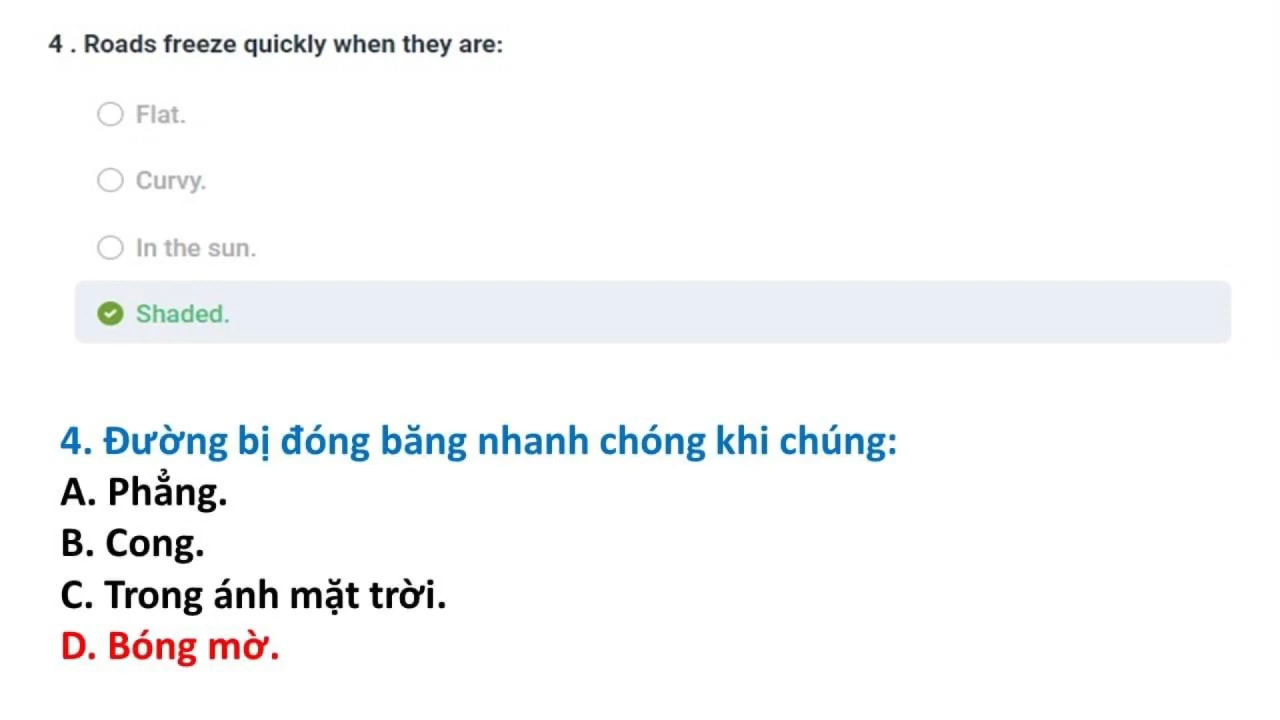 4 . Roads freeze quickly when they are:
Flat.
Curvy.
In the sun.
Shaded.
4. Đường bị đóng băng nhanh chóng khi chúng:
A. Phẳng.
B. Cong.
C. Trong ánh mặt trời.
D. Bóng mờ.